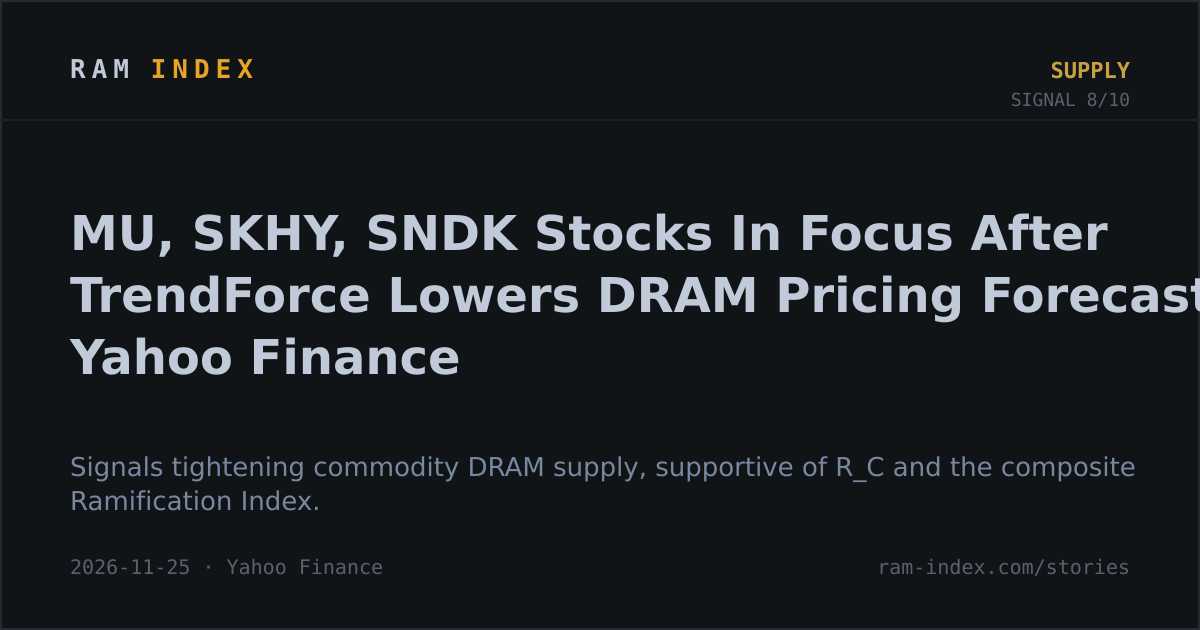 RAM INDEX
SUPPLY
SIGNAL 8/10
MU, SKHY, SNDK Stocks In Focus After
TrendForce Lowers DRAM Pricing Forecast
Yahoo Finance
Signals tightening commodity DRAM supply, supportive of R_C and the composite
Ramification Index.
2026-11-25 · Yahoo Finance
ram-index.com/stories